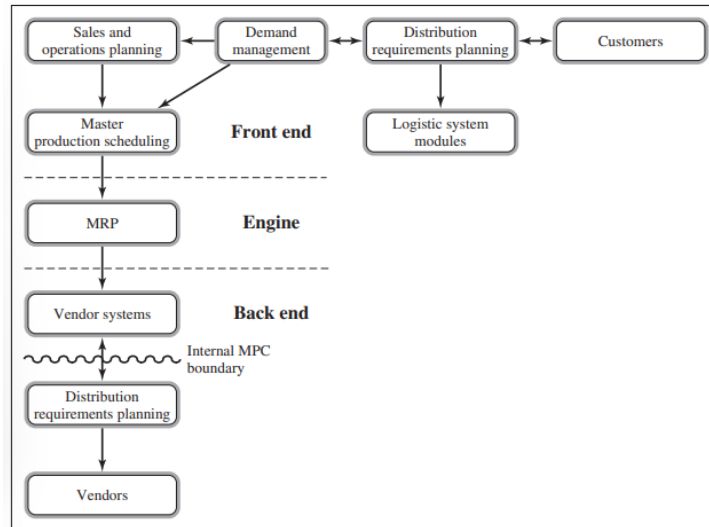 Sales and
operations planning
Demand
management
Distribution
requirements planning
Customers
Master
production scheduling
Front end
Logistic system
modules
MRP
Engine
Vendor systems
Back end
Internal MPC
boundary
Distribution
requirements planning
Vendors